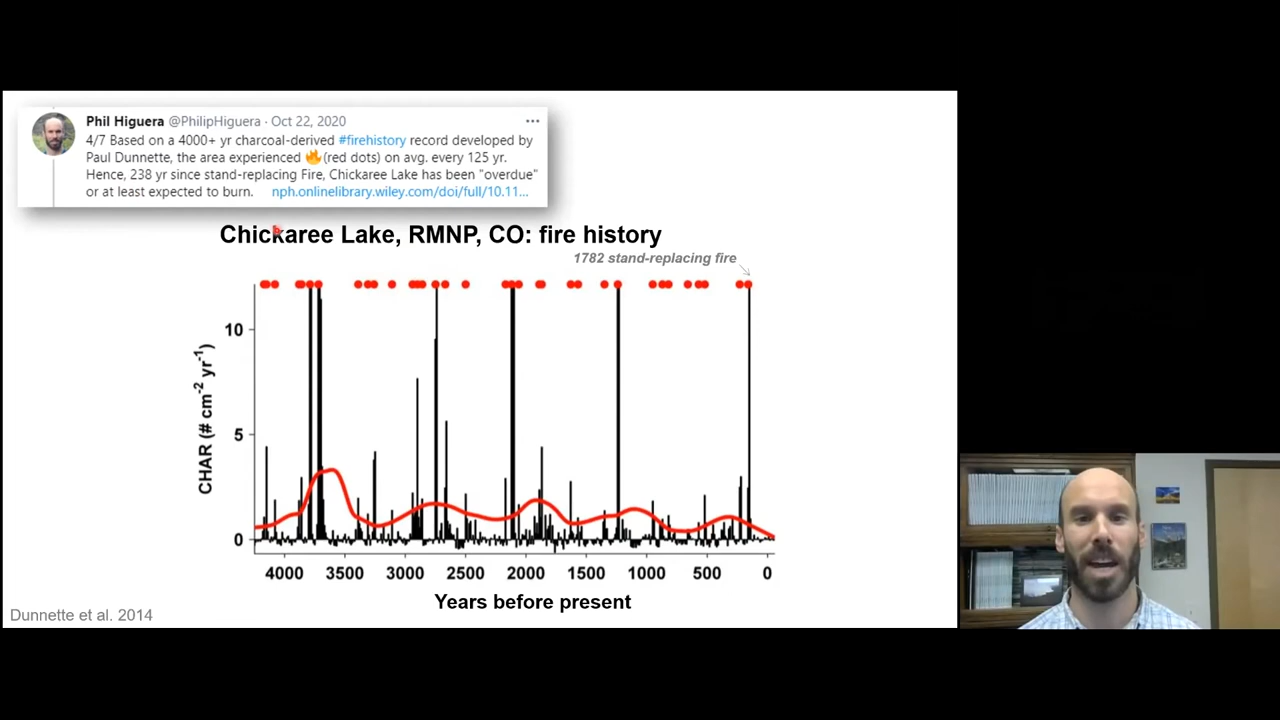 Phil Higuera @PhilipHiguera · Oct 22, 2020 ...
4/7 Based on a 4000+ yr charcoal-derived #firehistory record developed by
Paul Dunnette, the area experienced 🔥(red dots) on avg. every 125 yr.
Hence, 238 yr since stand-replacing Fire, Chickaree Lake has been "overdue"
or at least expected to burn. nph.onlinelibrary.wiley.com/doi/full/10.11...
Chickaree Lake, RMNP, CO: fire history
1782 stand-replacing fire
CHAR (# cm⁻² yr⁻¹)
10
5
0
4000 3500 3000 2500 2000 1500 1000 500 0
Years before present
Dunnette et al. 2014